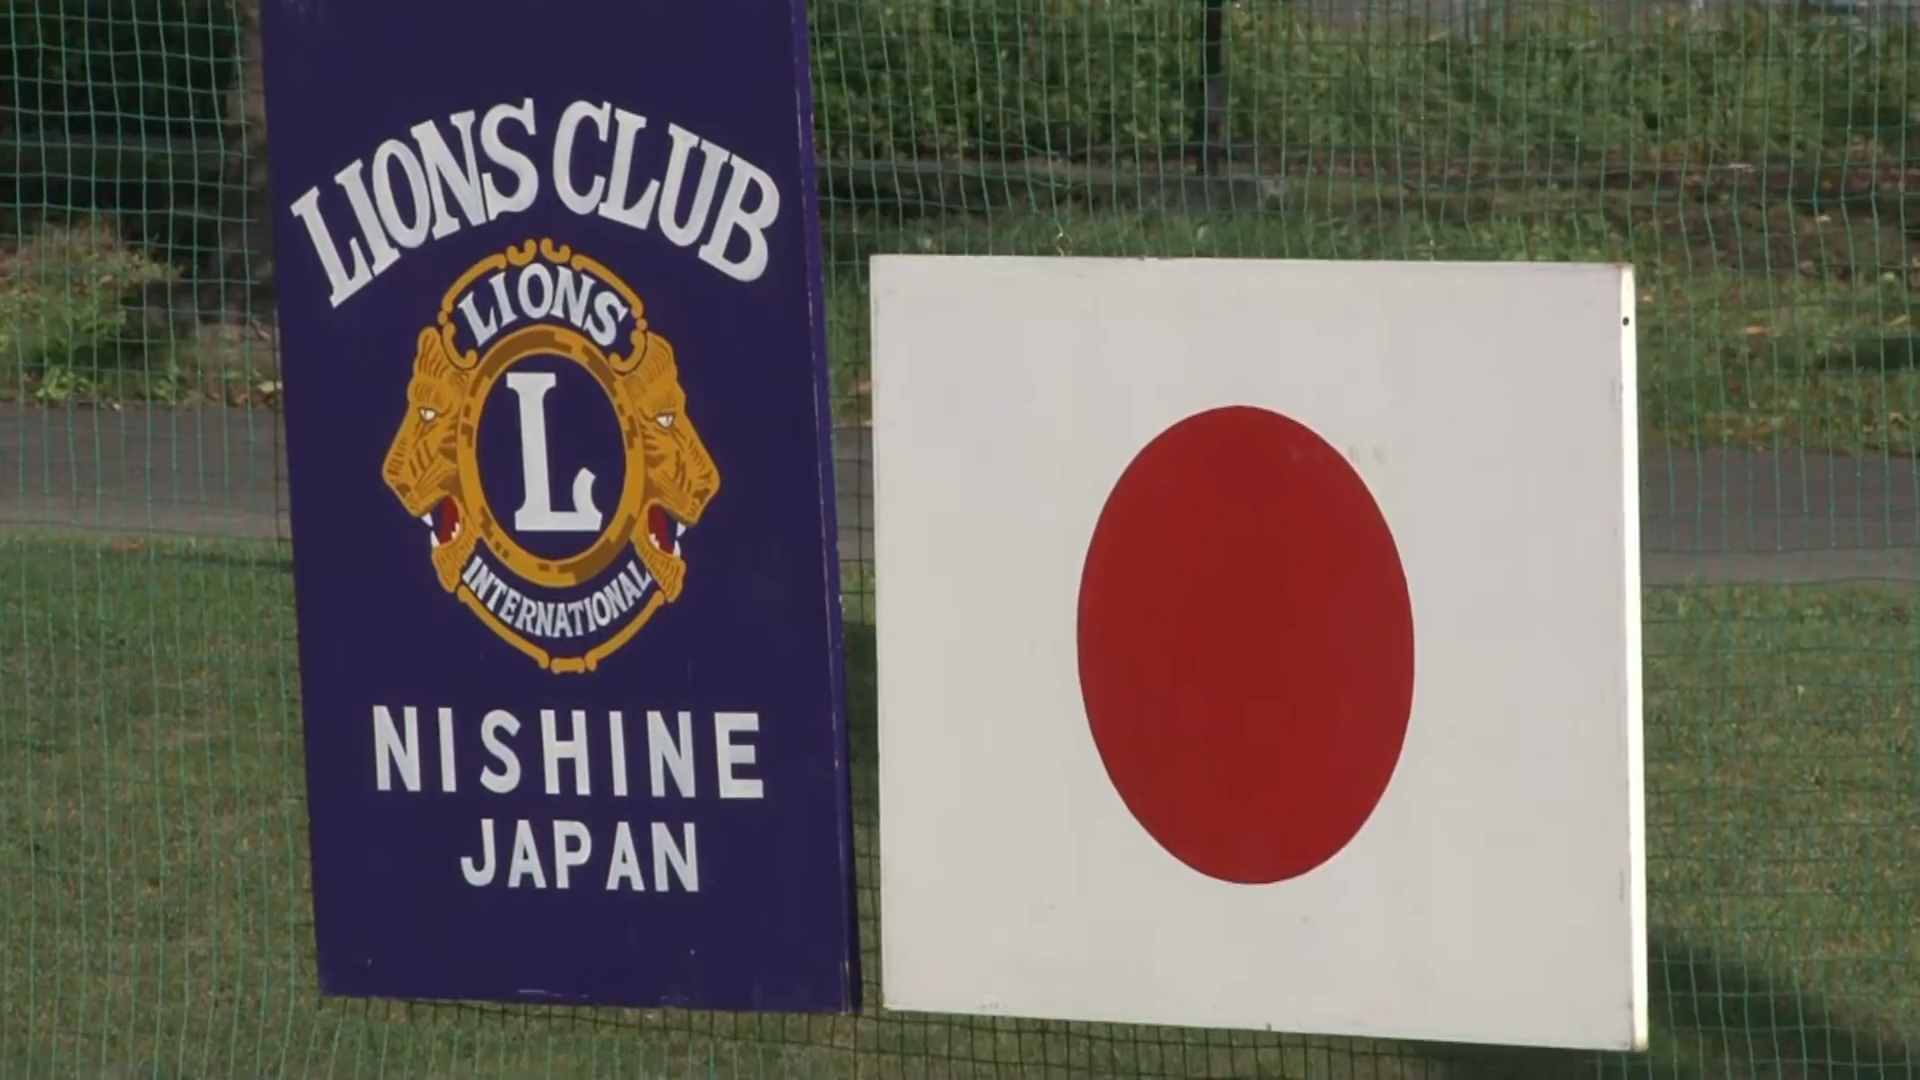 LIONS CLUB
LIONS
L
INTERNATIONAL
NISHINE
JAPAN